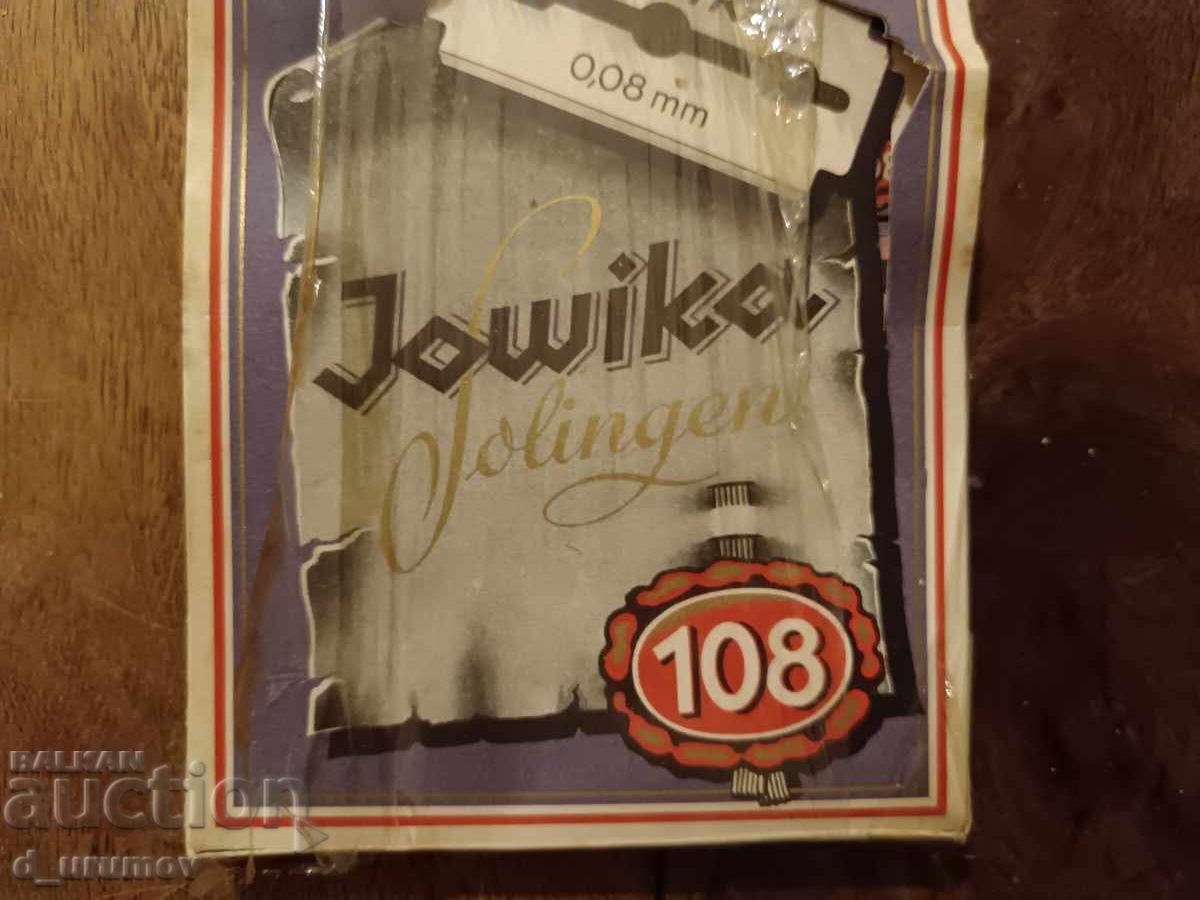 0,08 mm
Jowika
Solingen
108
BALKAN
auction
d_urumov